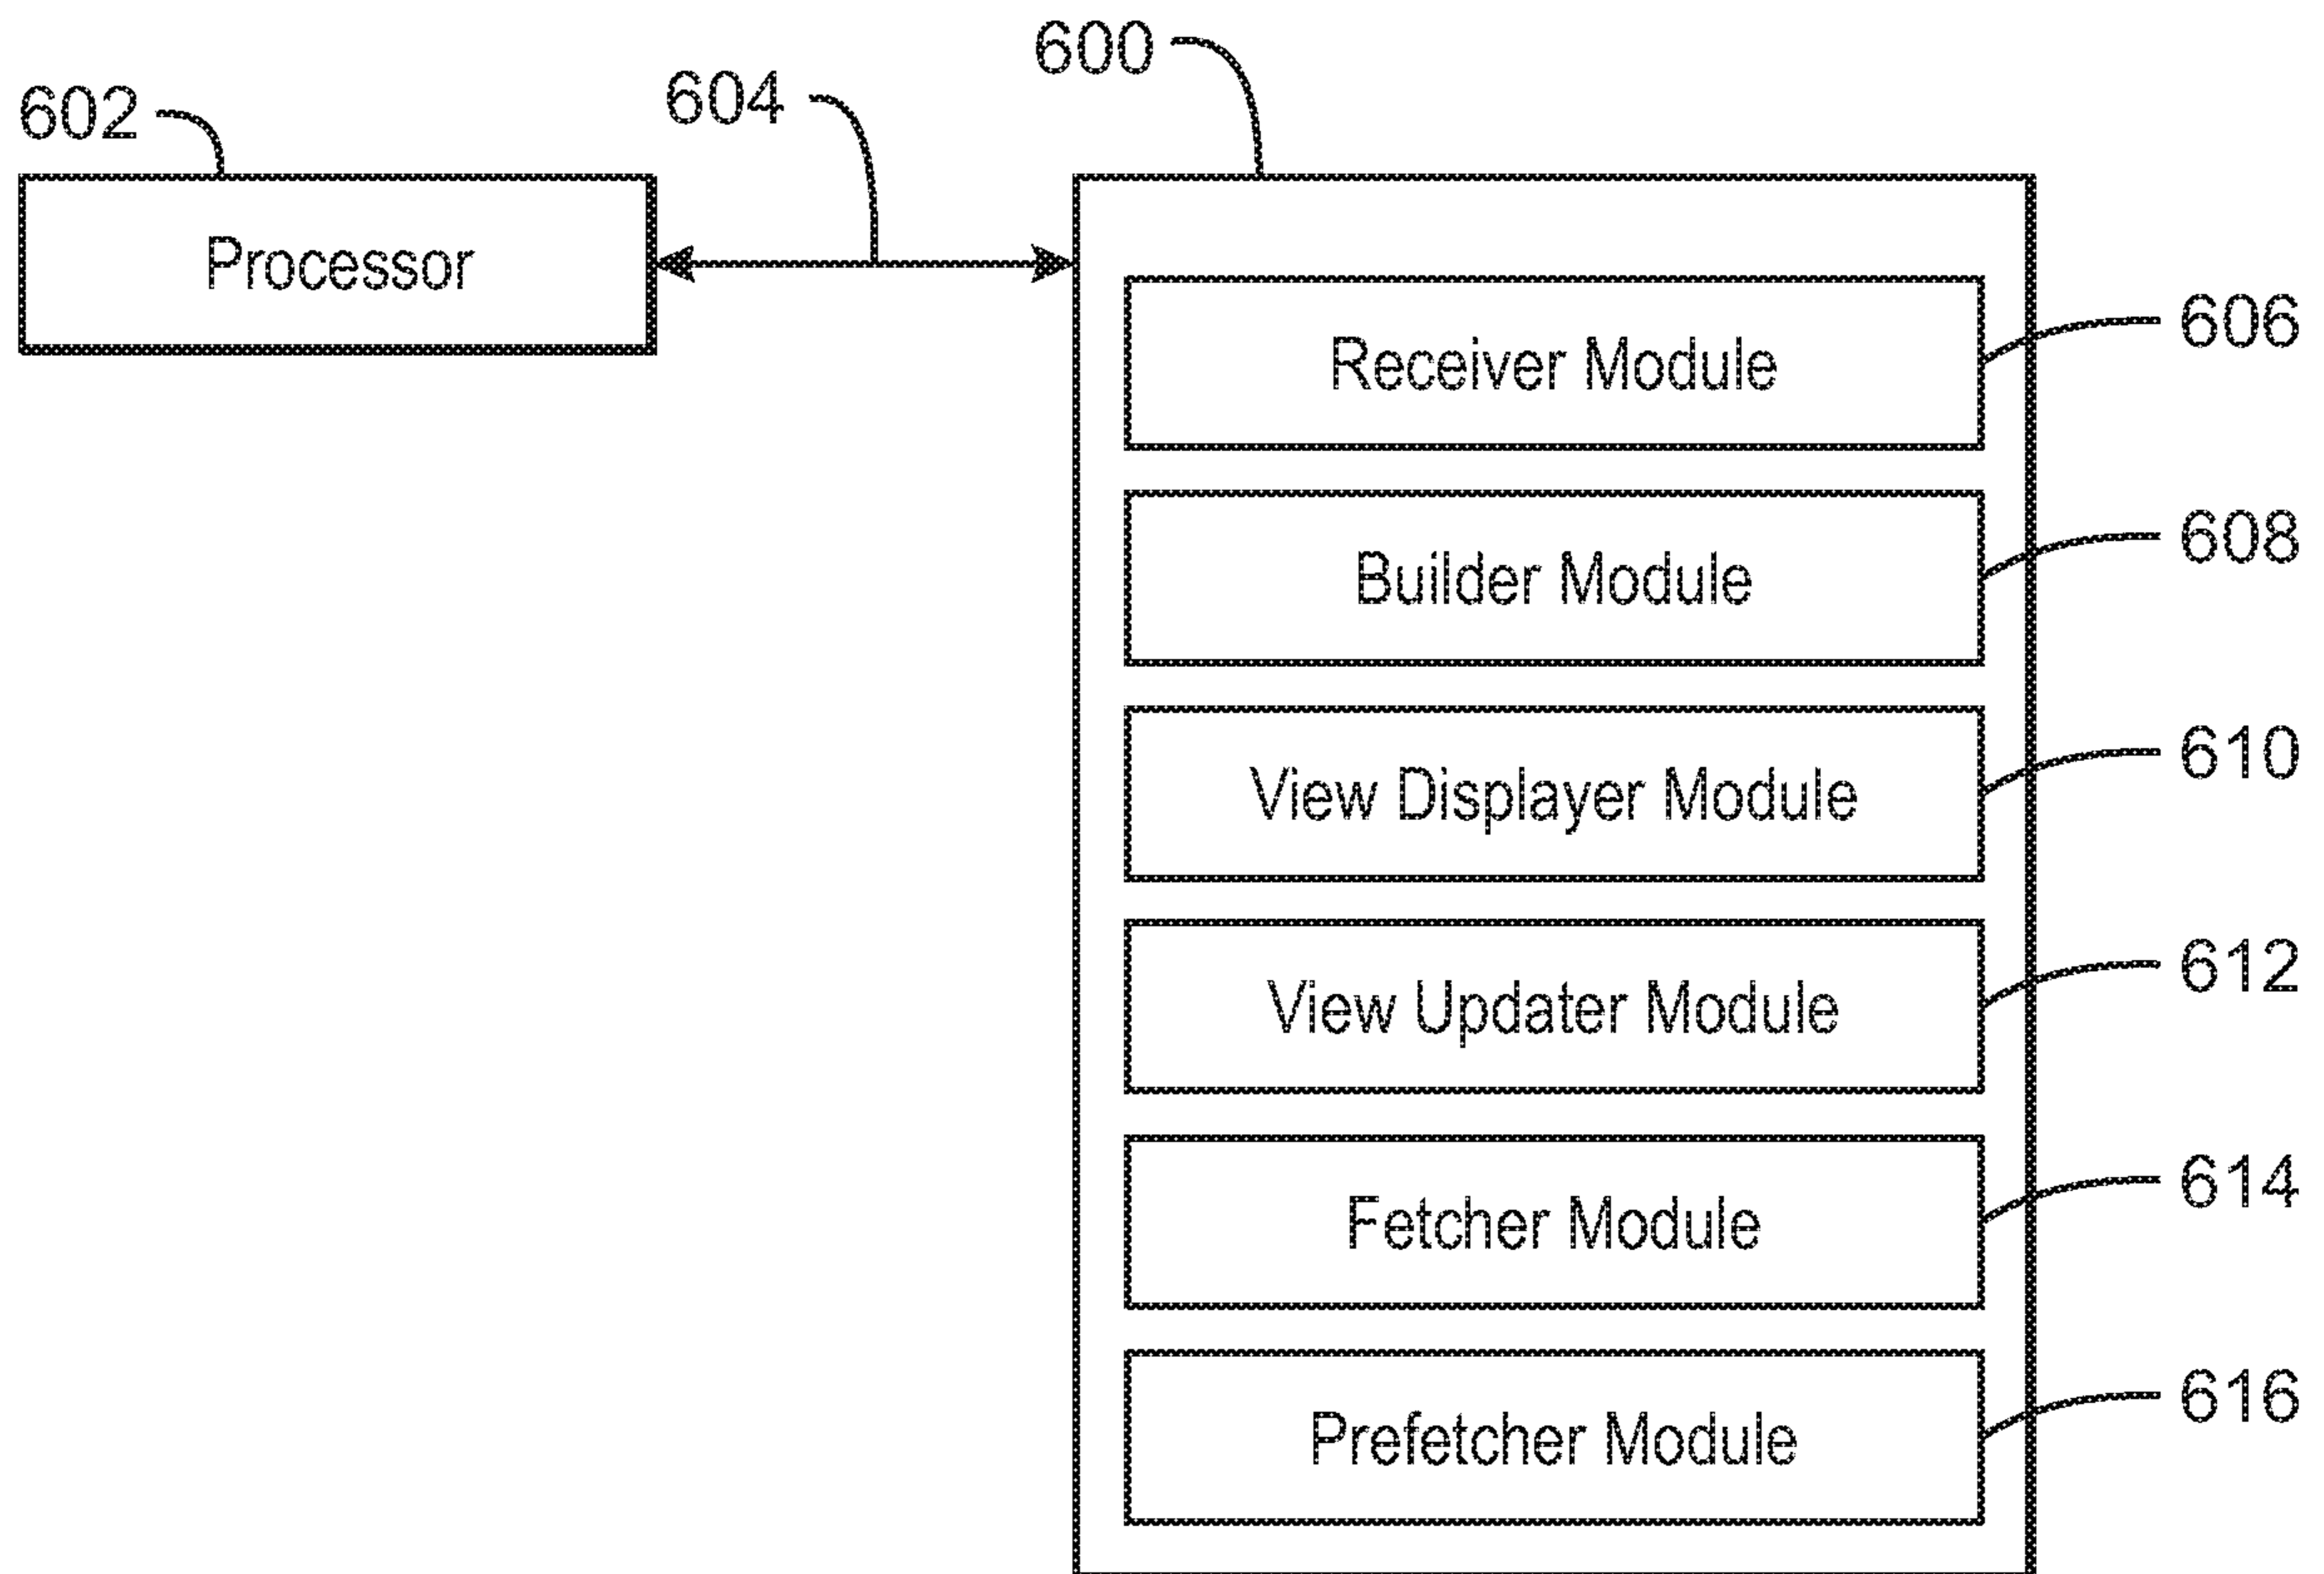 600
604
602
Processor
Receiver Module
606
Builder Module
608
View Displayer Module
610
View Updater Module
612
Fetcher Module
614
Prefetcher Module
616